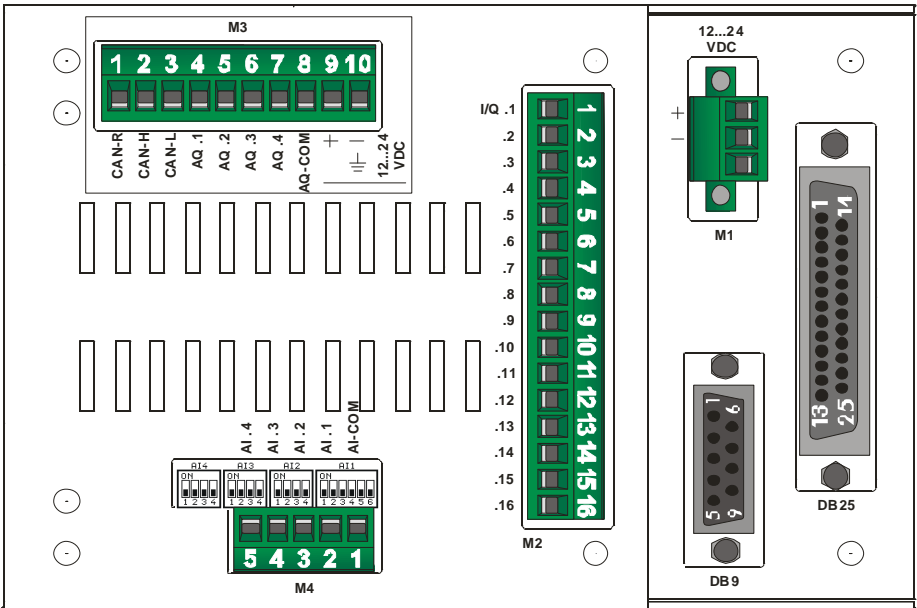 M3
1 2 3 4 5 6 7 8 9 10
CAN-R
CAN-H
CAN-L
AQ .1
AQ .2
AQ .3
AQ .4
AQ-COM
+
−
12...24
VDC
I/Q .1
.2
.3
.4
.5
.6
.7
.8
.9
.10
.11
.12
.13
.14
.15
.16
1
2
3
4
5
6
7
8
9
10
11
12
13
14
15
16
M2
AI .4
AI .3
AI .2
AI .1
AI-COM
AI4 AI3 AI2 AI1
ON ON ON ON
1 2 3 4 1 2 3 4 1 2 3 4 1 2 3 4 5 6
5 4 3 2 1
M4
12...24
VDC
+
−
M1
1 14
13 25
DB25
1 6
5 9
DB9